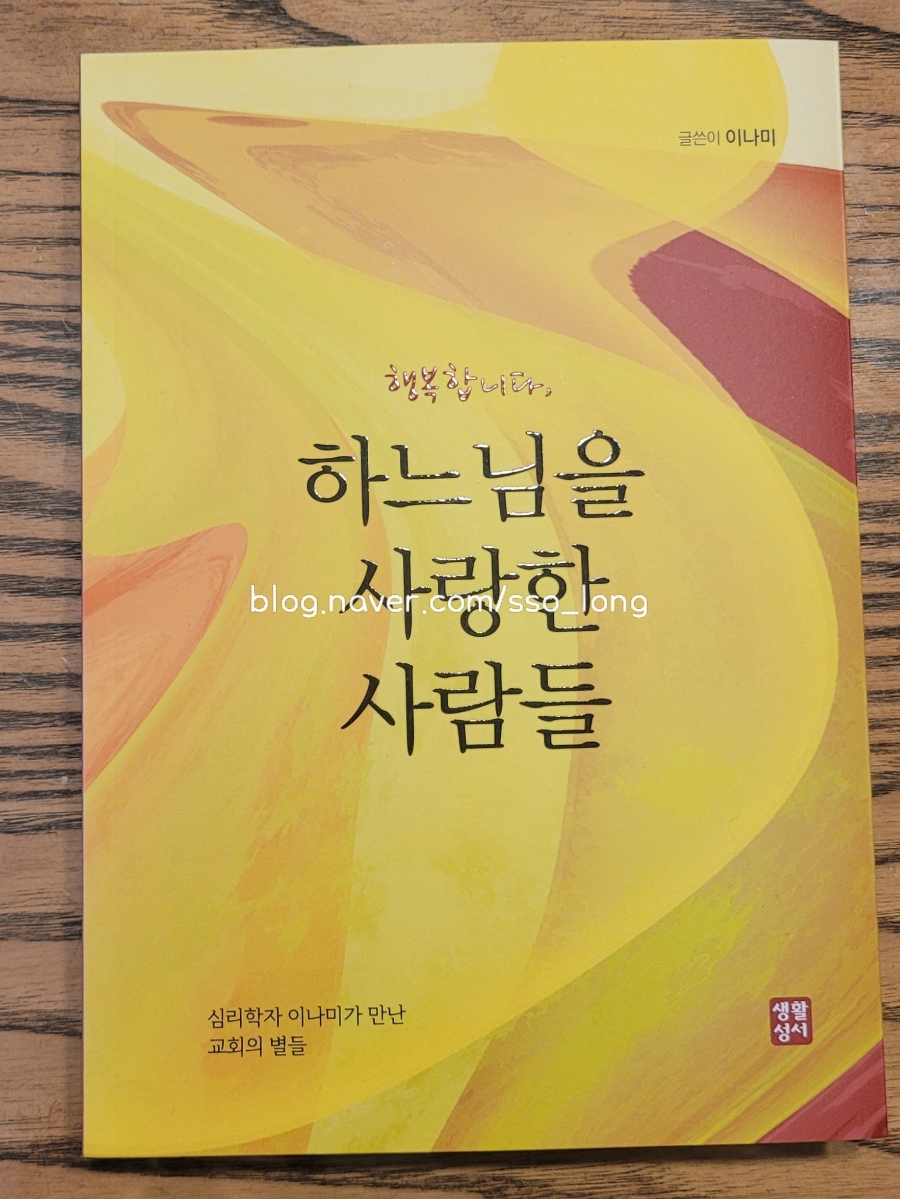 글쓴이 이나미
행복합니다,
하느님을
사랑한
blog.naver.com/sso_long
사람들
심리학자 이나미가 만난
교회의 별들
생활
성서